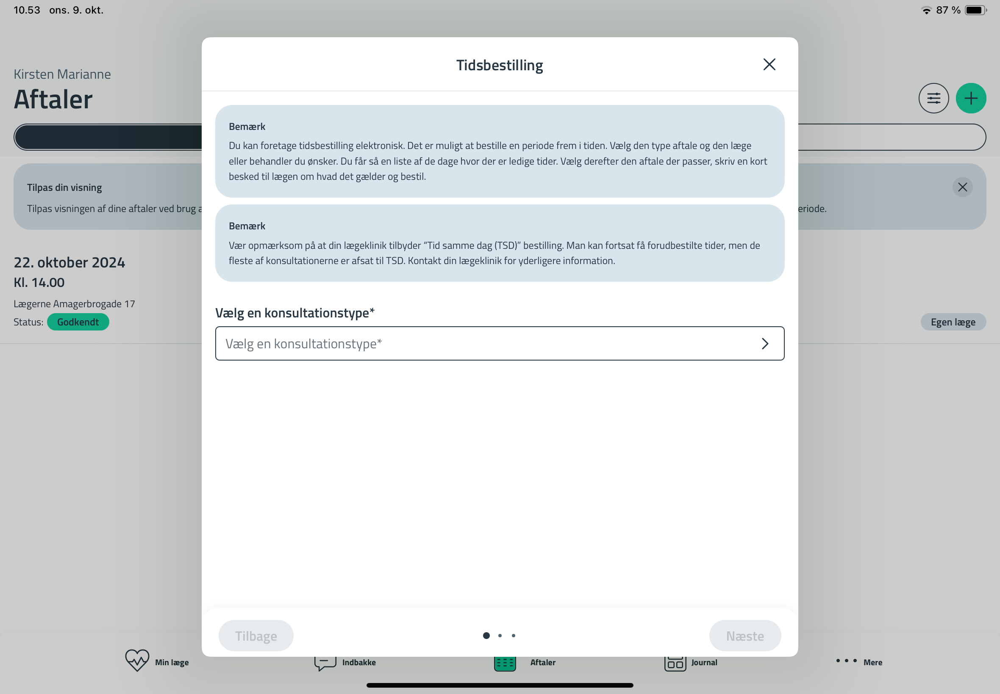 10.53 ons. 9. okt.
87 %
Kirsten Marianne
Aftaler
Tilpas din visning
Tilpas visningen af dine aftaler ved brug
eriode.
22. oktober 2024
Kl. 14.00
Lægerne Amagerbrogade 17
Status: Godkendt
Egen læge
Tidsbestilling
Bemærk
Du kan foretage tidsbestilling elektronisk. Det er muligt at bestille en periode frem i tiden. Vælg den type aftale og den læge
eller behandler du ønsker. Du får så en liste af de dage hvor der er ledige tider. Vælg derefter den aftale der passer, skriv en kort
besked til lægen om hvad det gælder og bestil.
Bemærk
Vær opmærksom på at din lægeklinik tilbyder “Tid samme dag (TSD)” bestilling. Man kan fortsat få forudbestilte tider, men de
fleste af konsultationerne er afsat til TSD. Kontakt din lægeklinik for yderligere information.
Vælg en konsultationstype*
Vælg en konsultationstype*
Tilbage
Næste
Min læge
Indbakke
Aftaler
Journal
Mere